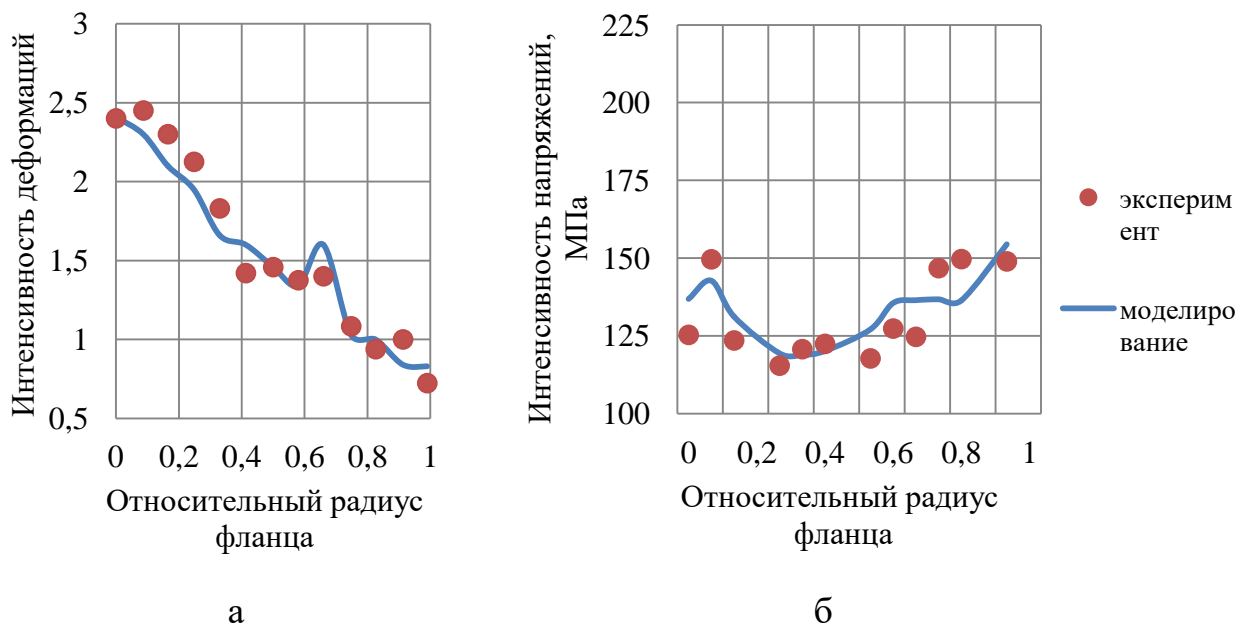 Интенсивность деформаций
3
2,5
2
1,5
1
0,5
0
0,2
0,4
0,6
0,8
1
Относительный радиус
фланца
а
Интенсивность напряжений,
МПа
225
200
175
150
125
100
0
0,2
0,4
0,6
0,8
1
Относительный радиус
фланца
б
эксперим
ент
моделиро
вание